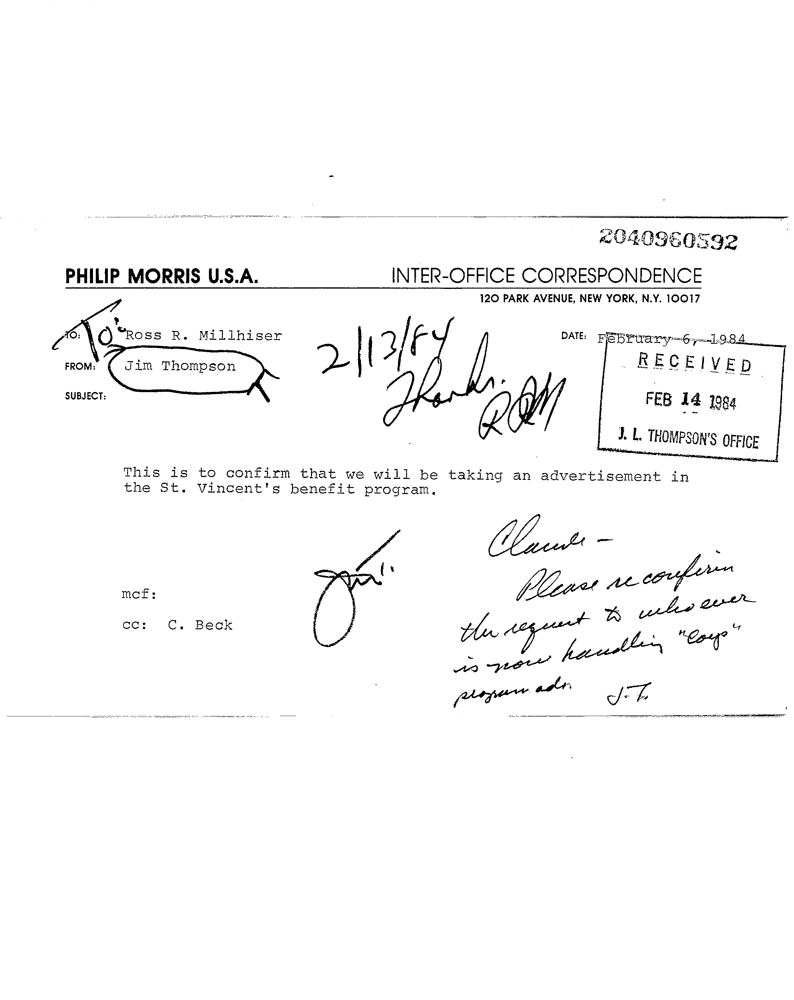 2040960592
PHILIP MORRIS U.S.A. INTER-OFFICE CORRESPONDENCE
120 PARK AVENUE, NEW YORK, N.Y. 10017
TO: To: Ross R. Millhiser DATE: February 6, 1984
FROM: Jim Thompson
SUBJECT:
2/13/84
Thanks.
RRM
RECEIVED
FEB 14 1984
J. L. THOMPSON'S OFFICE
This is to confirm that we will be taking an advertisement in
the St. Vincent's benefit program.
Jim
mcf:
cc: C. Beck
Claude -
Please reconfirm
the request to whoever
is now handling "Corp"
program ads.
J.T.